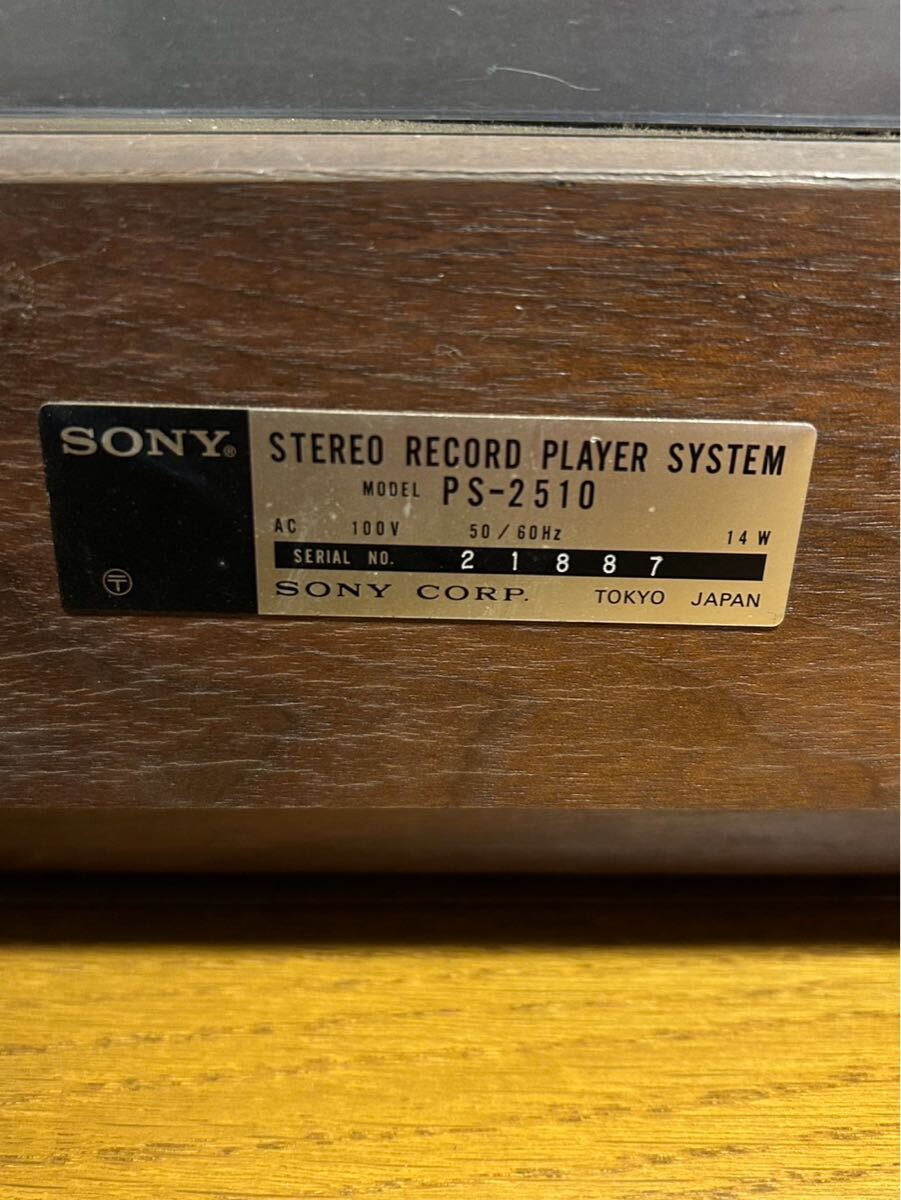 SONY®
STEREO RECORD PLAYER SYSTEM
MODEL PS-2510
AC 100V 50/60Hz 14W
SERIAL NO. 21887
SONY CORP. TOKYO JAPAN
〒